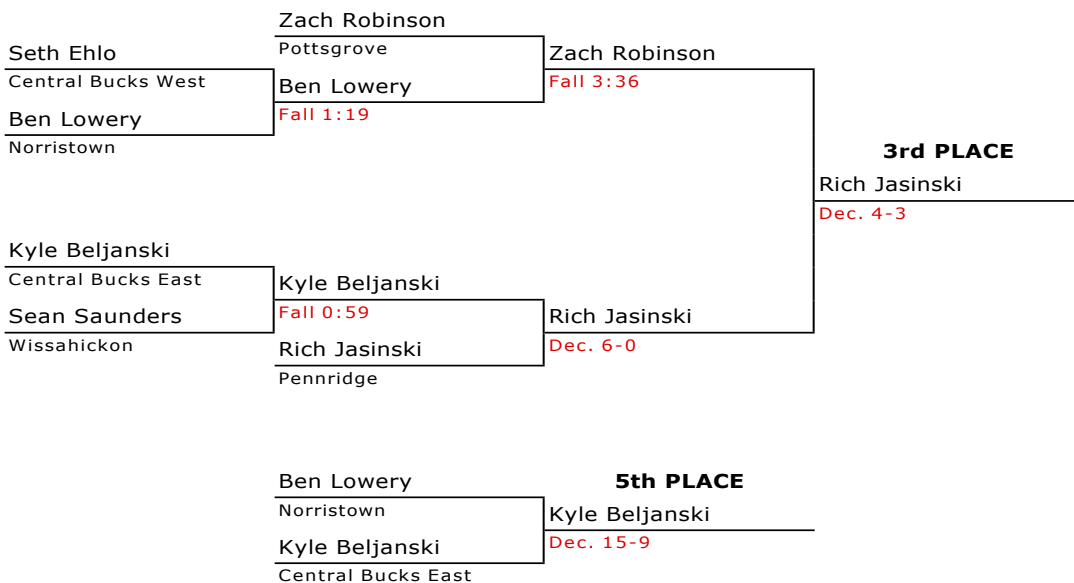 Zach Robinson
Pottsgrove
Seth Ehlo
Central Bucks West
Ben Lowery
Fall 1:19
Zach Robinson
Fall 3:36
Ben Lowery
Norristown
3rd PLACE
Rich Jasinski
Dec. 4-3
Kyle Beljanski
Central Bucks East
Kyle Beljanski
Fall 0:59
Sean Saunders
Wissahickon
Rich Jasinski
Dec. 6-0
Rich Jasinski
Pennridge
Ben Lowery
Norristown
5th PLACE
Kyle Beljanski
Dec. 15-9
Kyle Beljanski
Central Bucks East